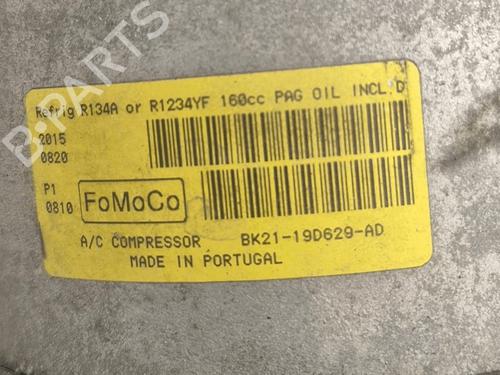 Refrig R134A or R1234YF 160cc PAG OIL INCL'D
2015
0820
P1
0810
FoMoCo
A/C COMPRESSOR BK21-19D629-AD
MADE IN PORTUGAL
B-PARTS